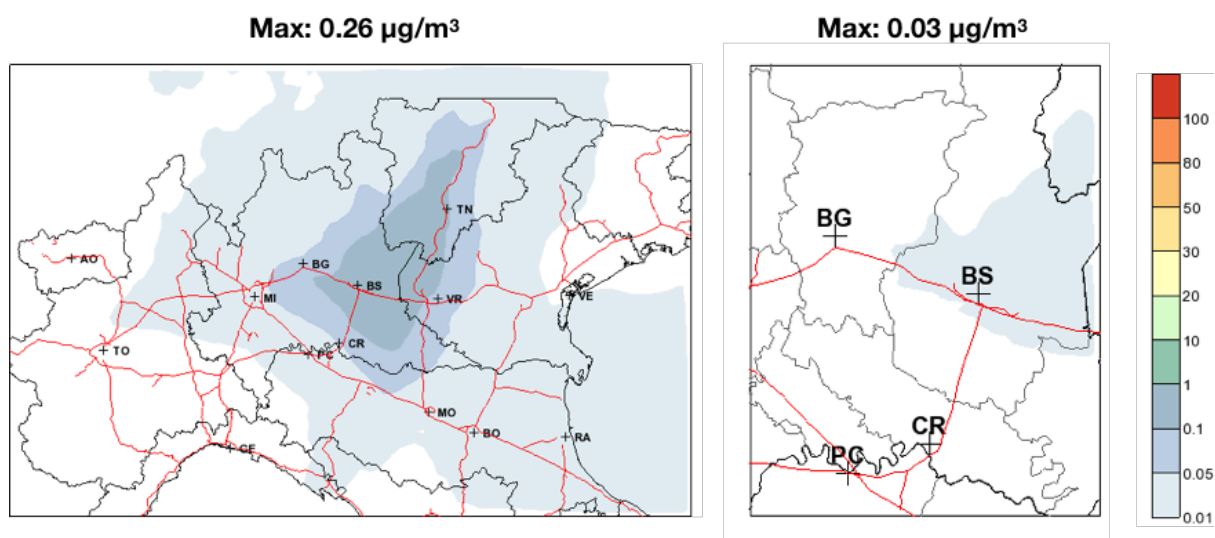 Max: 0.26 µg/m³
Max: 0.03 µg/m³
AO
TN
BG
BS
MI
VR
VE
TO
CR
PC
MO
BO
RA
GE
BG
BS
CR
PC
100
80
50
30
20
10
1
0.1
0.05
0.01